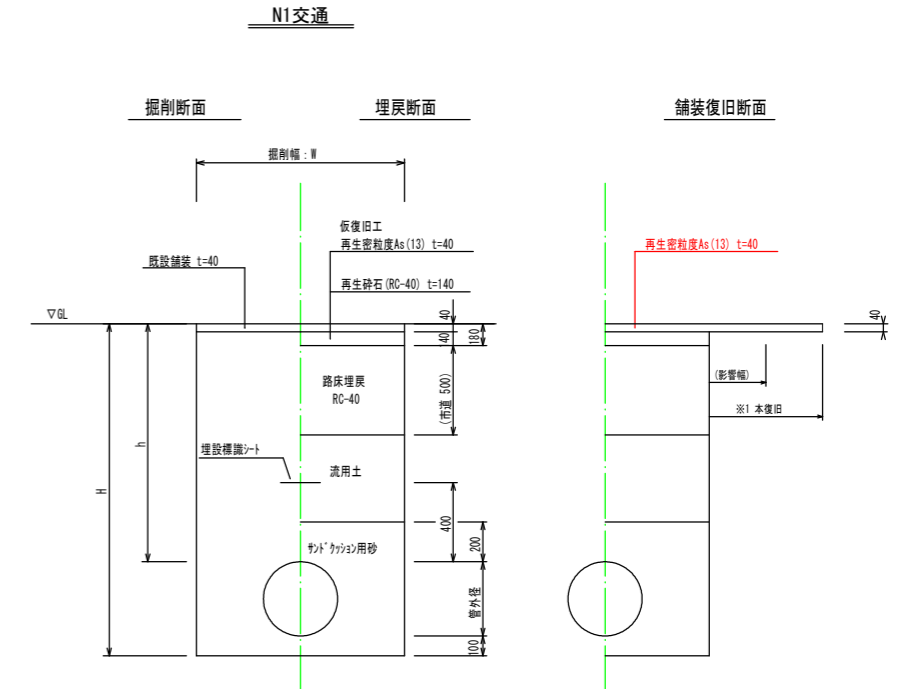 N1交通
掘削断面
埋戻断面
舗装復旧断面
掘削幅：W
仮復旧工
再生密粒度As(13) t=40
再生密粒度As(13) t=40
既設舗装 t=40
再生砕石(RC-40) t=140
▽GL
40
140
180
40
路床埋戻
RC-40
(市道 500)
(影響幅)
※1 本復旧
h
H
埋設標識ｼｰﾄ
流用土
400
200
ｻﾝﾄﾞｸｯｼｮﾝ用砂
管外径
100